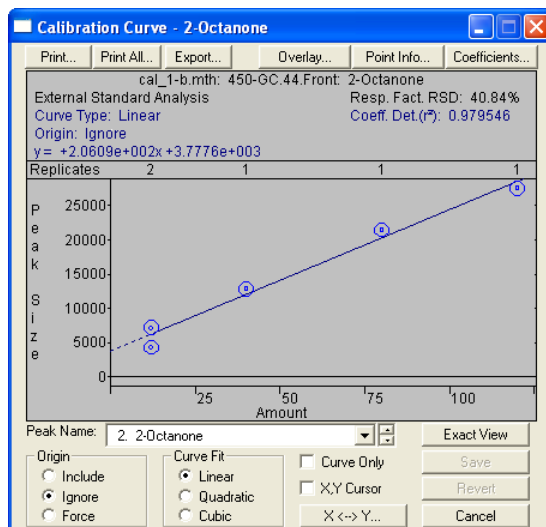 Calibration Curve - 2-Octanone
Print... Print All... Export... Overlay... Point Info... Coefficients...
cal_1-b.mth: 450-GC.44.Front: 2-Octanone
External Standard Analysis Resp. Fact. RSD: 40.84%
Curve Type: Linear Coeff. Det.(r²): 0.979546
Origin: Ignore
y = +2.0609e+002x +3.7776e+003
Replicates 2 1 1 1
Peak Size
25000
20000
15000
10000
5000
0
25 50 75 100
Amount
Peak Name: 2. 2-Octanone Exact View
Origin Curve Fit
Include Linear Curve Only Save
Ignore Quadratic X,Y Cursor Revert
Force Cubic X <--> Y... Cancel